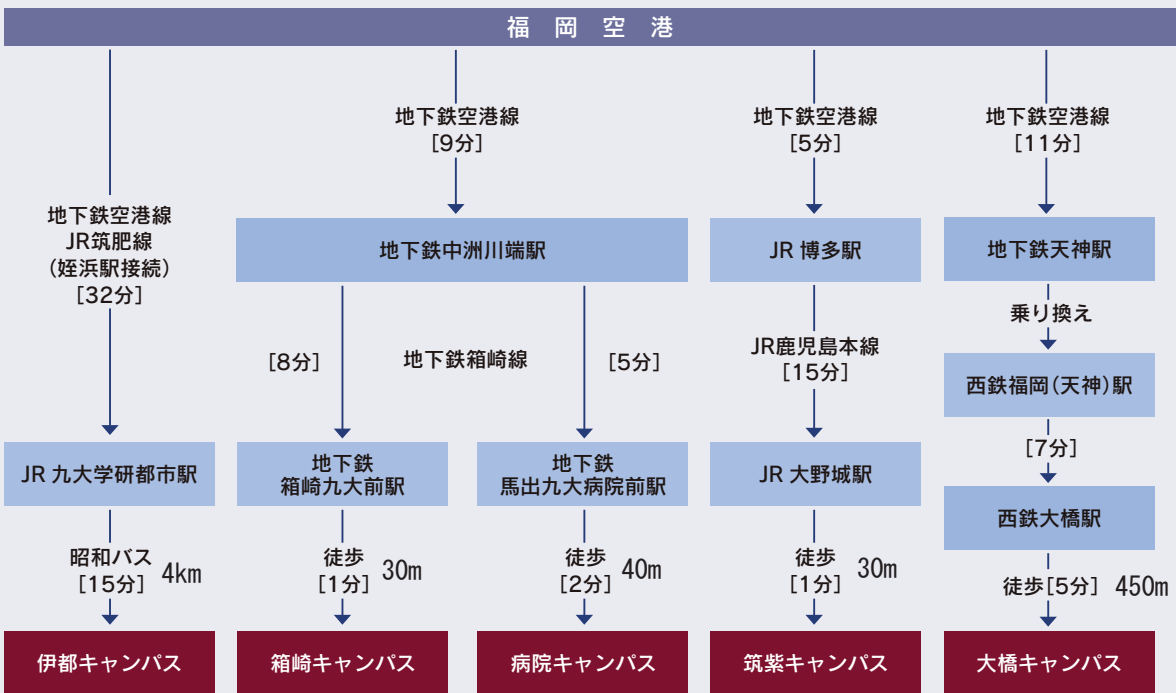 福岡空港
地下鉄空港線
JR筑肥線
(姪浜駅接続)
[32分]
JR 九大学研都市駅
昭和バス
[15分]
4km
伊都キャンパス
地下鉄空港線
[9分]
地下鉄中洲川端駅
[8分]
地下鉄箱崎線
[5分]
地下鉄
箱崎九大前駅
徒歩
[1分]
30m
箱崎キャンパス
地下鉄
馬出九大病院前駅
徒歩
[2分]
40m
病院キャンパス
地下鉄空港線
[5分]
JR 博多駅
JR鹿児島本線
[15分]
JR 大野城駅
徒歩
[1分]
30m
筑紫キャンパス
地下鉄空港線
[11分]
地下鉄天神駅
乗り換え
西鉄福岡(天神)駅
[7分]
西鉄大橋駅
徒歩[5分] 450m
大橋キャンパス